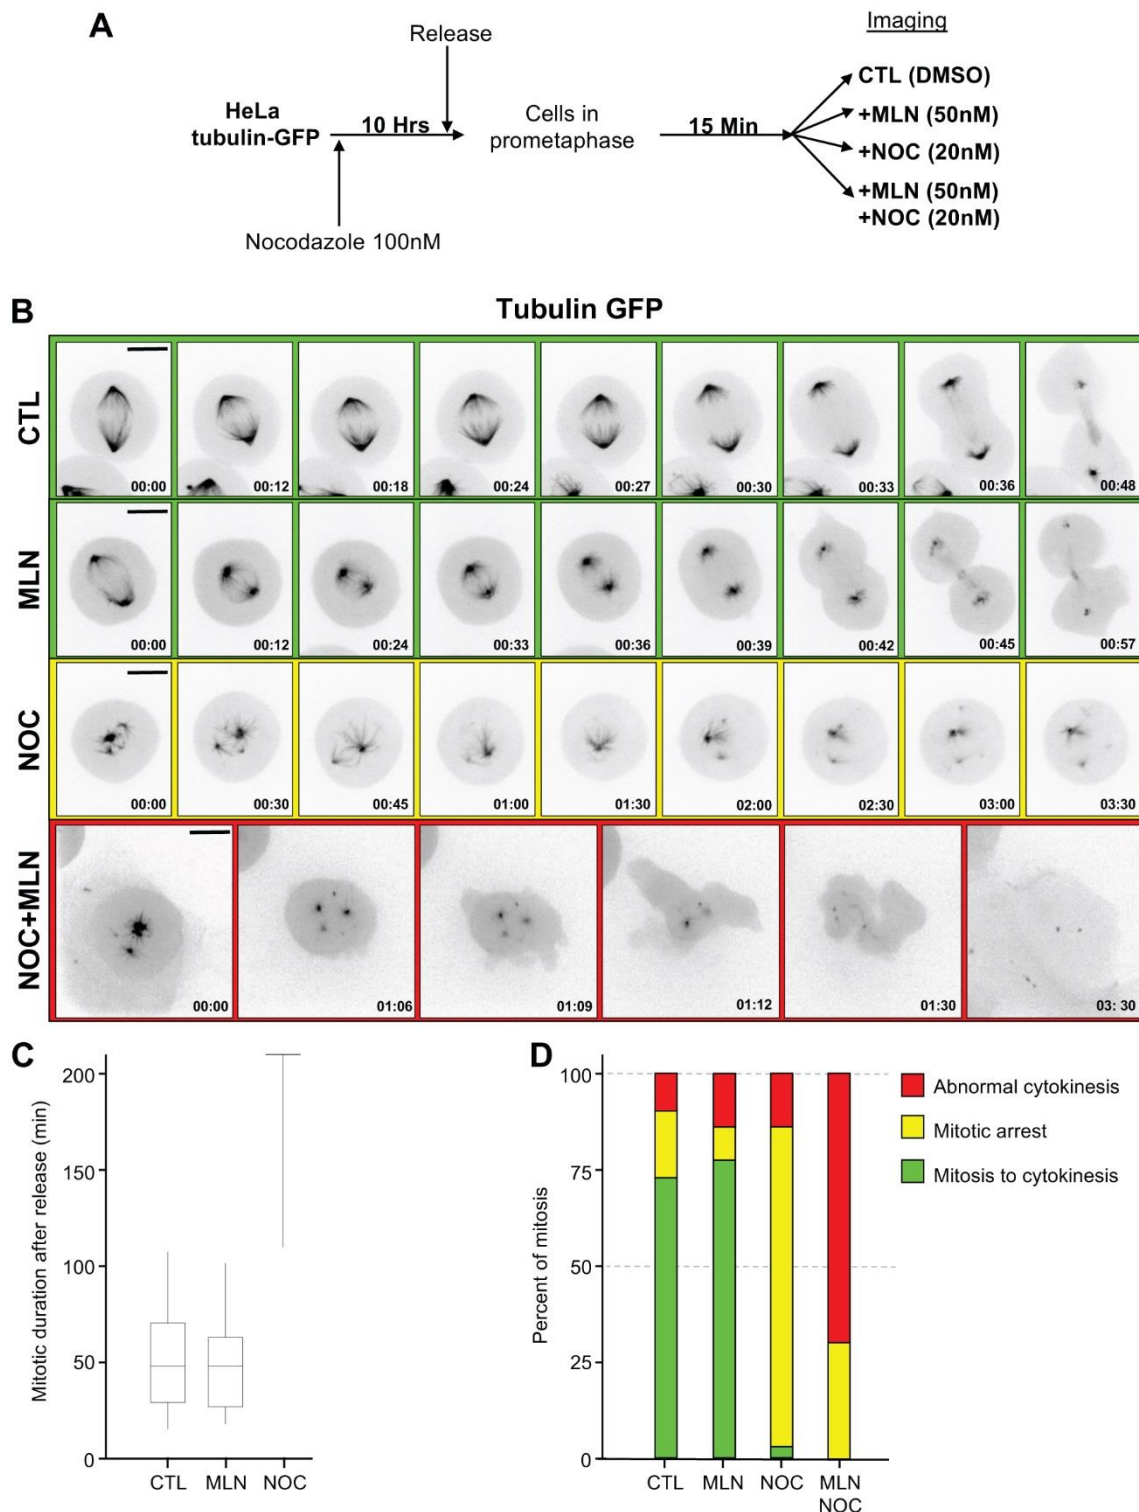 A
Imaging
Release
CTL (DMSO)
HeLa
tubulin-GFP
10 Hrs
Cells in
prometaphase
15 Min
+MLN (50nM)
+NOC (20nM)
+MLN (50nM)
+NOC (20nM)
Nocodazole 100nM
B
Tubulin GFP
CTL
00:00 00:12 00:18 00:24 00:27 00:30 00:33 00:36 00:48
MLN
00:00 00:12 00:24 00:33 00:36 00:39 00:42 00:45 00:57
NOC
00:00 00:30 00:45 01:00 01:30 02:00 02:30 03:00 03:30
NOC+MLN
00:00 01:06 01:09 01:12 01:30 03: 30
C
Mitotic duration after release (min)
200
150
100
50
0
CTL MLN NOC
D
Percent of mitosis
100
75
50
25
0
CTL MLN NOC MLN
NOC
Abnormal cytokinesis
Mitotic arrest
Mitosis to cytokinesis